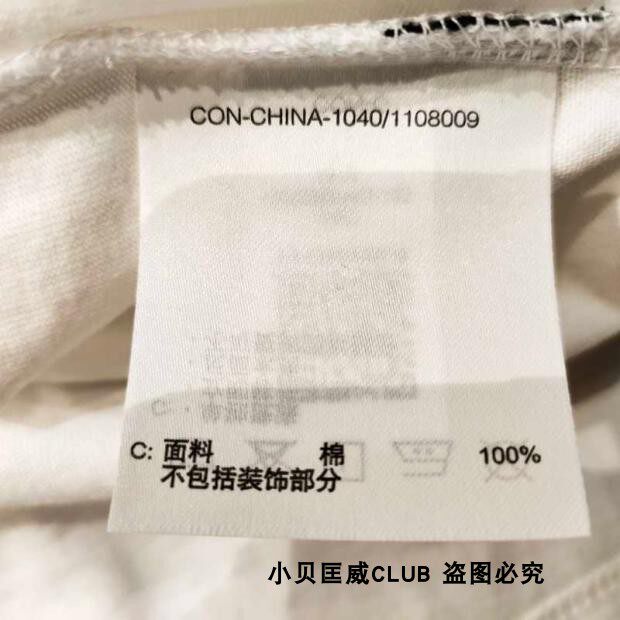 CON-CHINA-1040/1108009
C: 面料 棉 100%
不包括装饰部分
小贝匡威CLUB 盗图必究